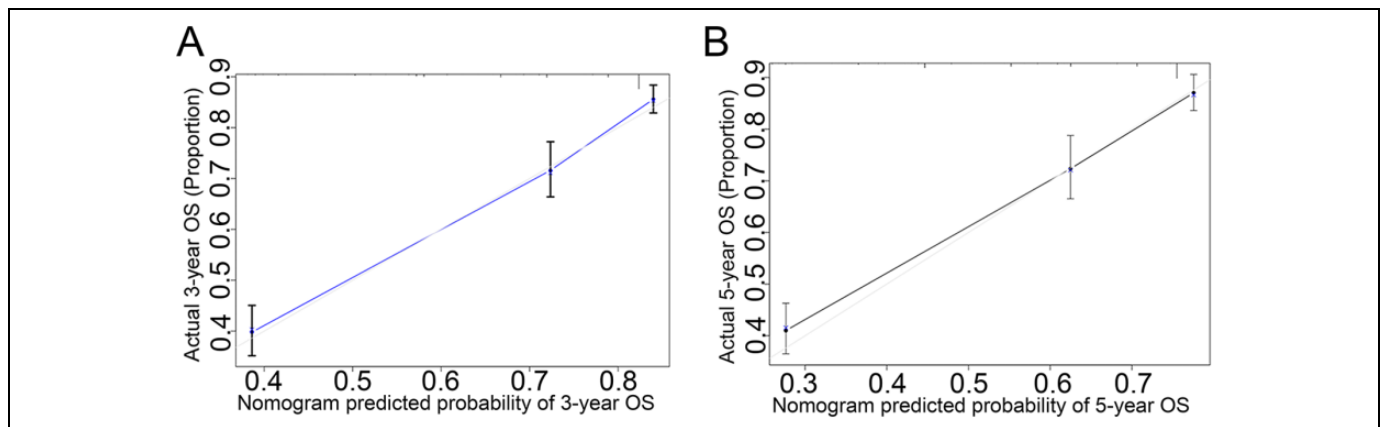 A
Actual 3-year OS (Proportion)
0.9
0.8
0.7
0.6
0.5
0.4
0.4 0.5 0.6 0.7 0.8
Nomogram predicted probability of 3-year OS
B
Actual 5-year OS (Proportion)
0.9
0.8
0.7
0.6
0.5
0.4
0.3 0.4 0.5 0.6 0.7
Nomogram predicted probability of 5-year OS